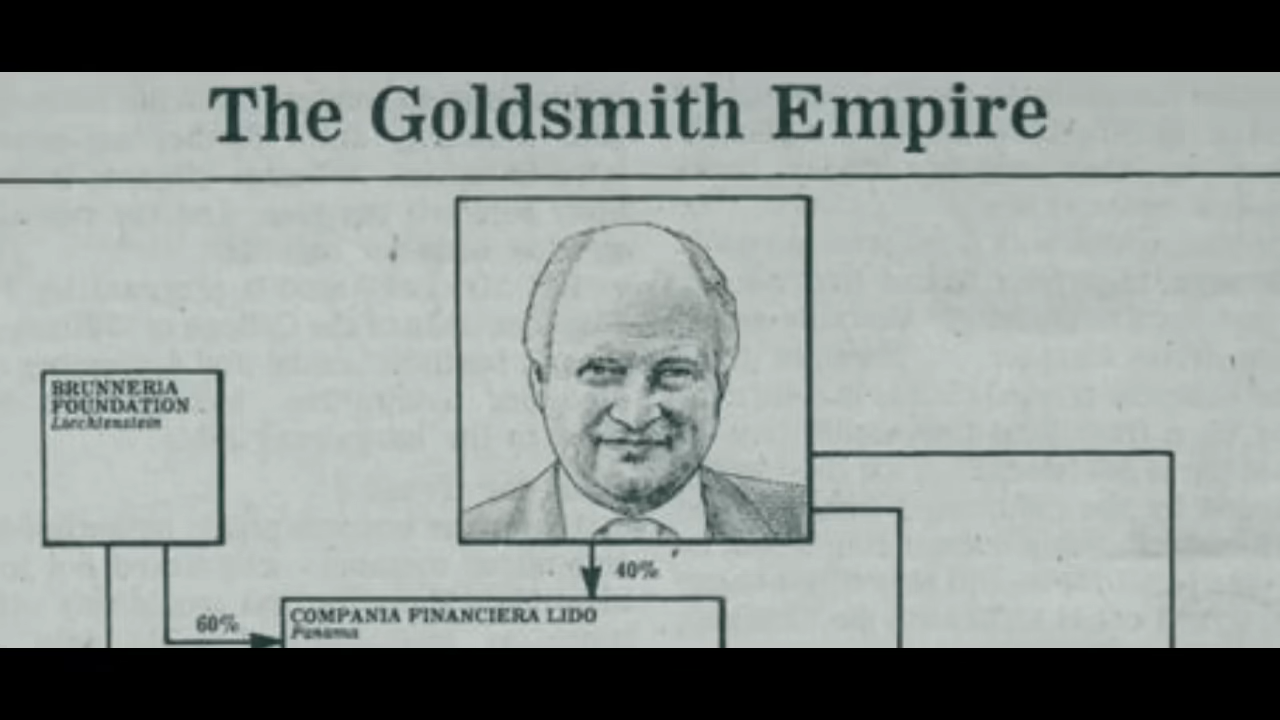 The Goldsmith Empire
BRUNNERIA
FOUNDATION
Liechtenstein
40%
COMPANIA FINANCIERA LIDO
60%
Panama